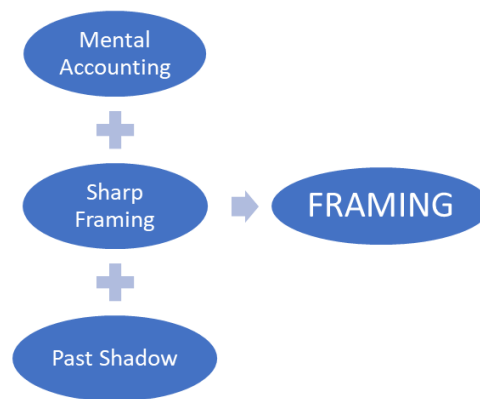 Mental
Accounting
Sharp
Framing
FRAMING
Past Shadow